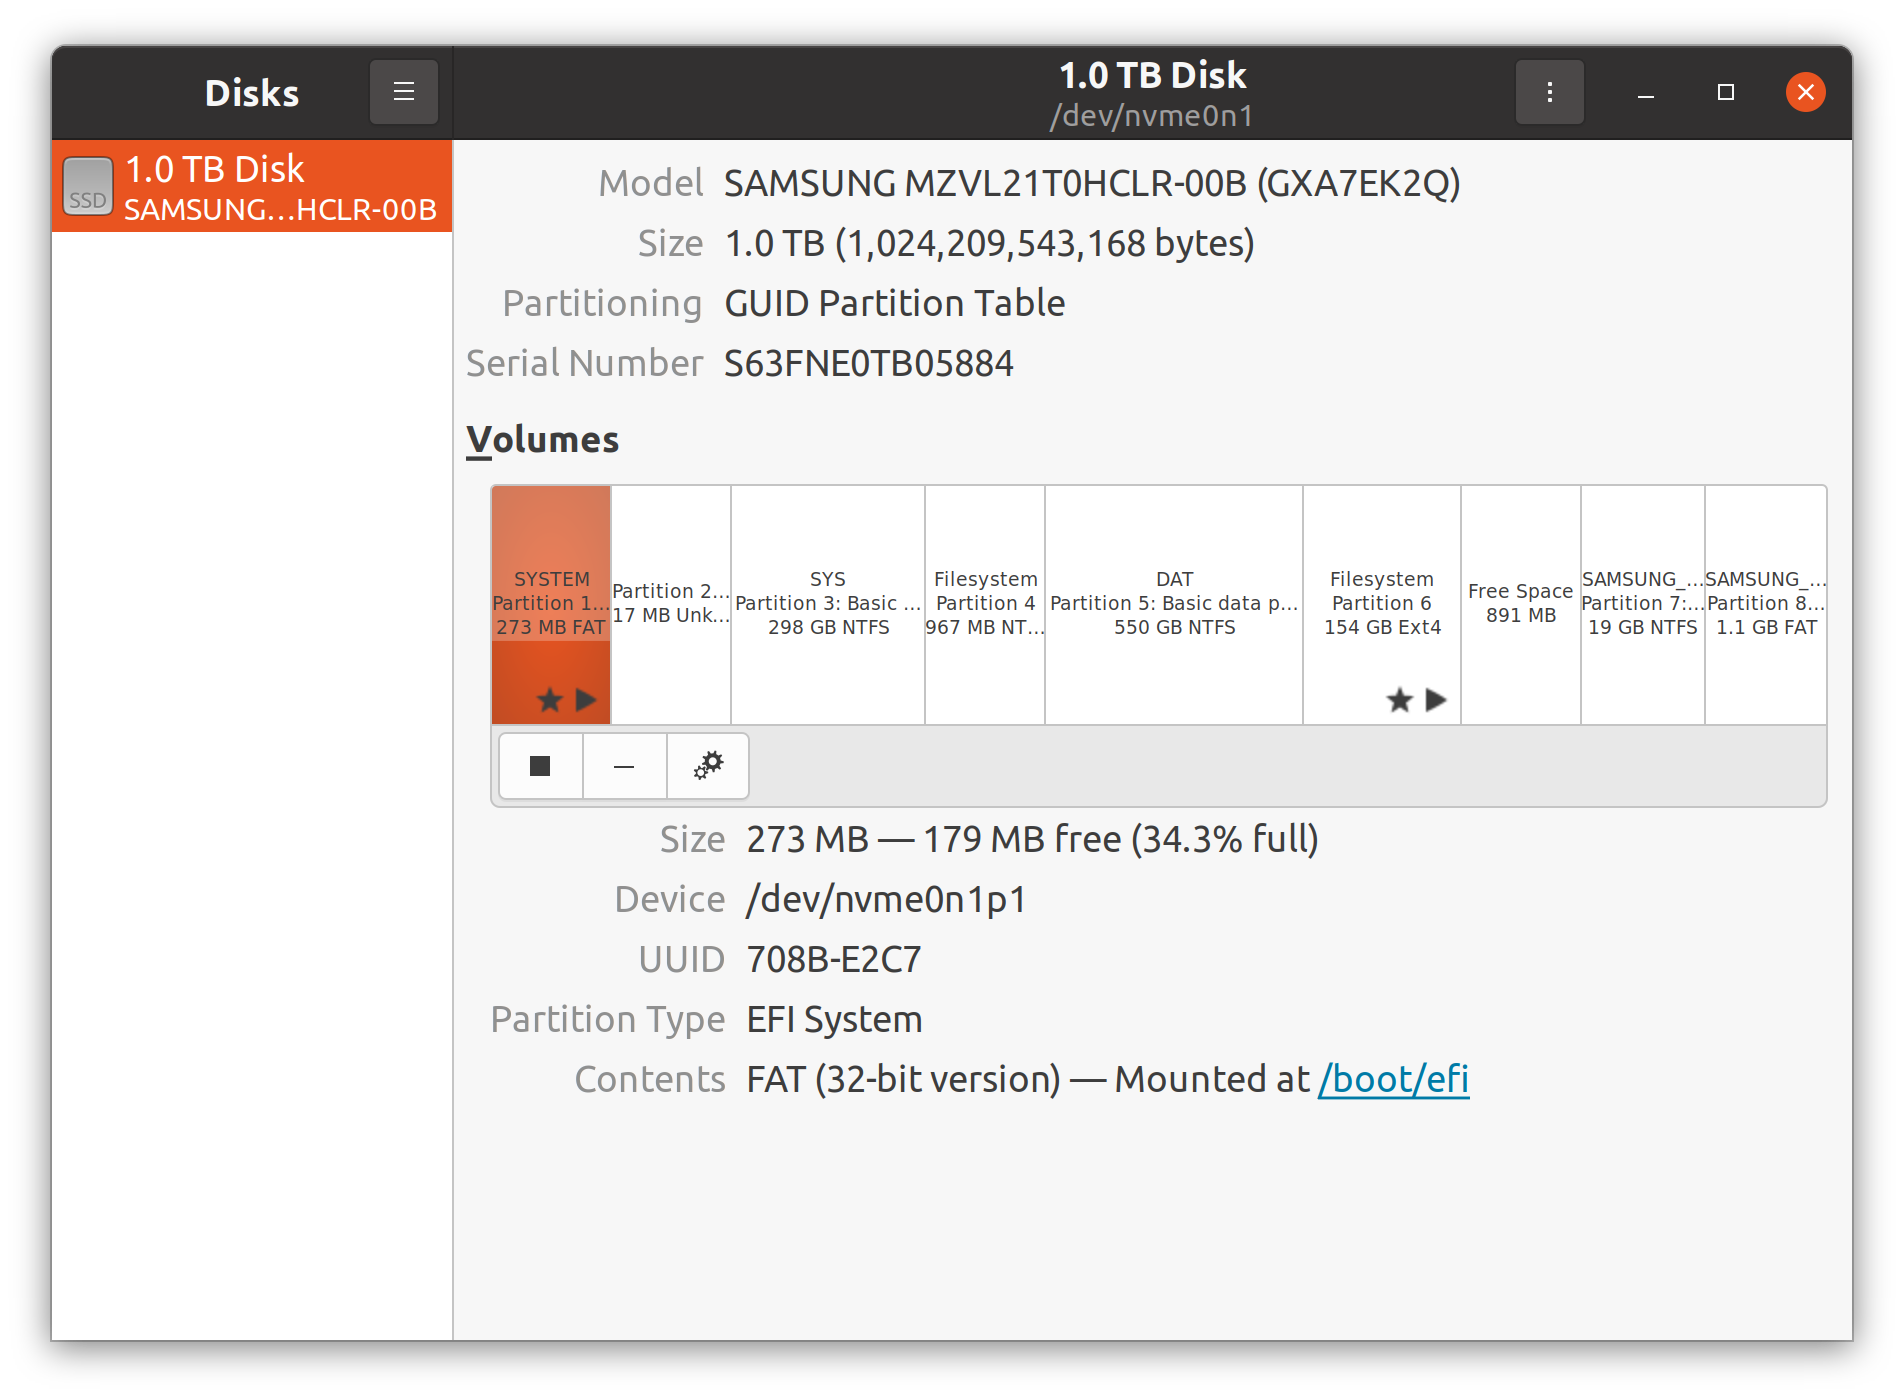 Disks
1.0 TB Disk
/dev/nvme0n1
SSD
1.0 TB Disk
SAMSUNG...HCLR-00B
Model SAMSUNG MZVL21T0HCLR-00B (GXA7EK2Q)
Size 1.0 TB (1,024,209,543,168 bytes)
Partitioning GUID Partition Table
Serial Number S63FNE0TB05884
Volumes
SYSTEM
Partition 1...
273 MB FAT
Partition 2...
17 MB Unk...
SYS
Partition 3: Basic ...
298 GB NTFS
Filesystem
Partition 4
967 MB NT...
DAT
Partition 5: Basic data p...
550 GB NTFS
Filesystem
Partition 6
154 GB Ext4
Free Space
891 MB
SAMSUNG_...
Partition 7:...
19 GB NTFS
SAMSUNG_...
Partition 8...
1.1 GB FAT
Size 273 MB — 179 MB free (34.3% full)
Device /dev/nvme0n1p1
UUID 708B-E2C7
Partition Type EFI System
Contents FAT (32-bit version) — Mounted at /boot/efi